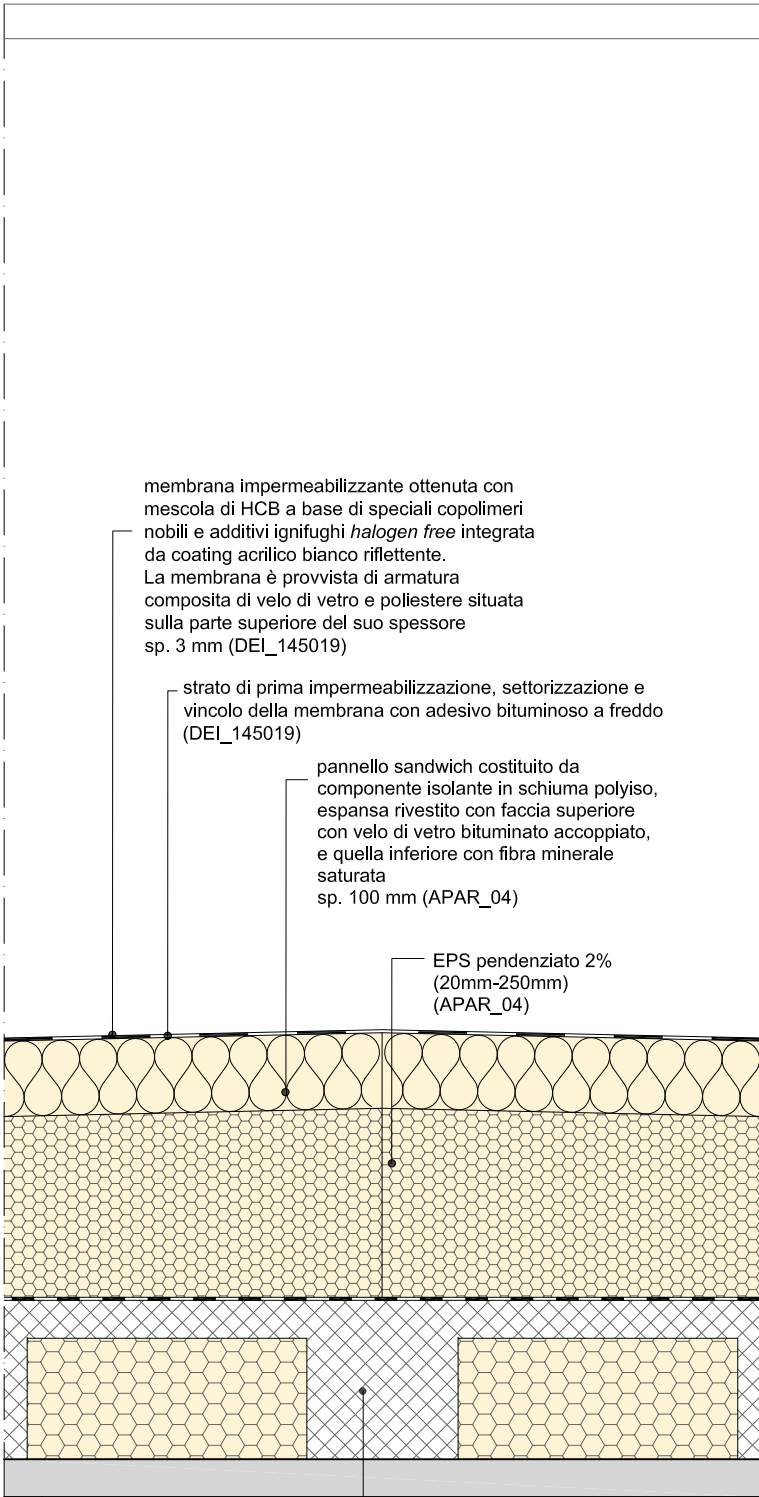 membrana impermeabilizzante ottenuta con
mescola di HCB a base di speciali copolimeri
nobili e additivi ignifughi halogen free integrata
da coating acrilico bianco riflettente.
La membrana è provvista di armatura
composita di velo di vetro e poliestere situata
sulla parte superiore del suo spessore
sp. 3 mm (DEI_145019)
strato di prima impermeabilizzazione, settorizzazione e
vincolo della membrana con adesivo bituminoso a freddo
(DEI_145019)
pannello sandwich costituito da
componente isolante in schiuma polyiso,
espansa rivestito con faccia superiore
con velo di vetro bituminato accoppiato,
e quella inferiore con fibra minerale
saturata
sp. 100 mm (APAR_04)
EPS pendenziato 2%
(20mm-250mm)
(APAR_04)